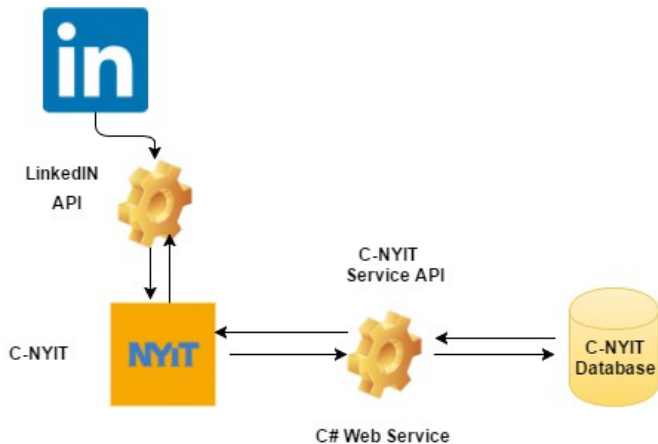 in
LinkedIN
API
C-NYIT
Service API
C-NYIT
NYiT
C-NYIT
Database
C# Web Service